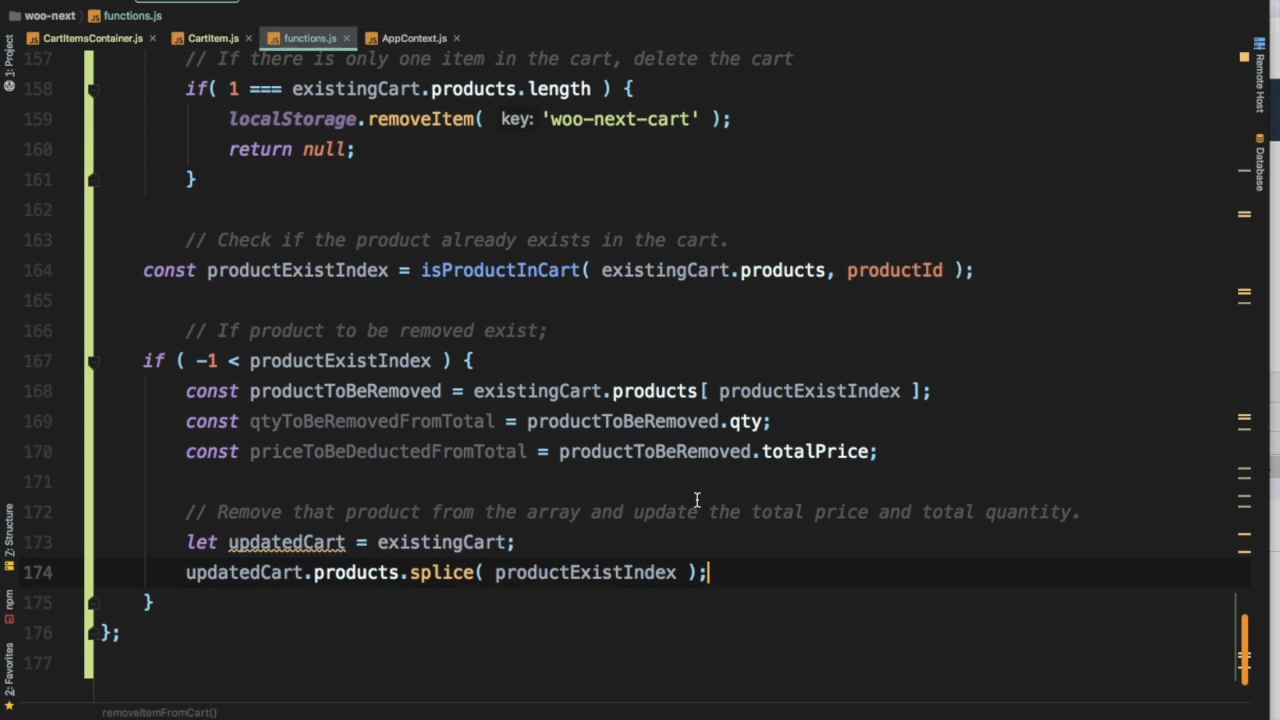 woo-next functions.js
CartItemsContainer.js CartItem.js functions.js AppContext.js
157 // If there is only one item in the cart, delete the cart
158 if( 1 === existingCart.products.length ) {
159 localStorage.removeItem( key: 'woo-next-cart' );
160 return null;
161 }
162
163 // Check if the product already exists in the cart.
164 const productExistIndex = isProductInCart( existingCart.products, productId );
165
166 // If product to be removed exist;
167 if ( -1 < productExistIndex ) {
168 const productToBeRemoved = existingCart.products[ productExistIndex ];
169 const qtyToBeRemovedFromTotal = productToBeRemoved.qty;
170 const priceToBeDeductedFromTotal = productToBeRemoved.totalPrice;
171
172 // Remove that product from the array and update the total price and total quantity.
173 let updatedCart = existingCart;
174 updatedCart.products.splice( productExistIndex );
175 }
176 };
177
removeItemFromCart()
1: Project
Z: Structure
npm
2: Favorites
Remote Host
Database